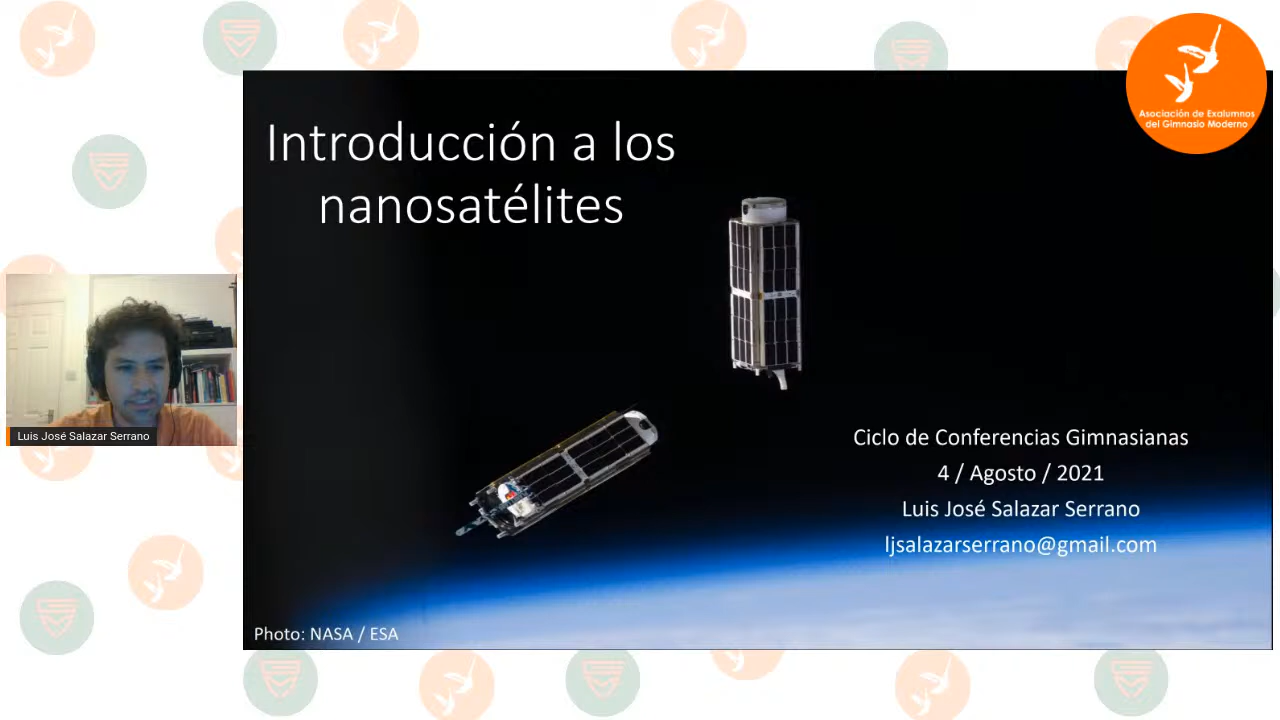 Asociación de Exalumnos
del Gimnasio Moderno
Introducción a los
nanosatélites
Luis José Salazar Serrano
Ciclo de Conferencias Gimnasianas
4 / Agosto / 2021
Luis José Salazar Serrano
ljsalazarserrano@gmail.com
Photo: NASA / ESA